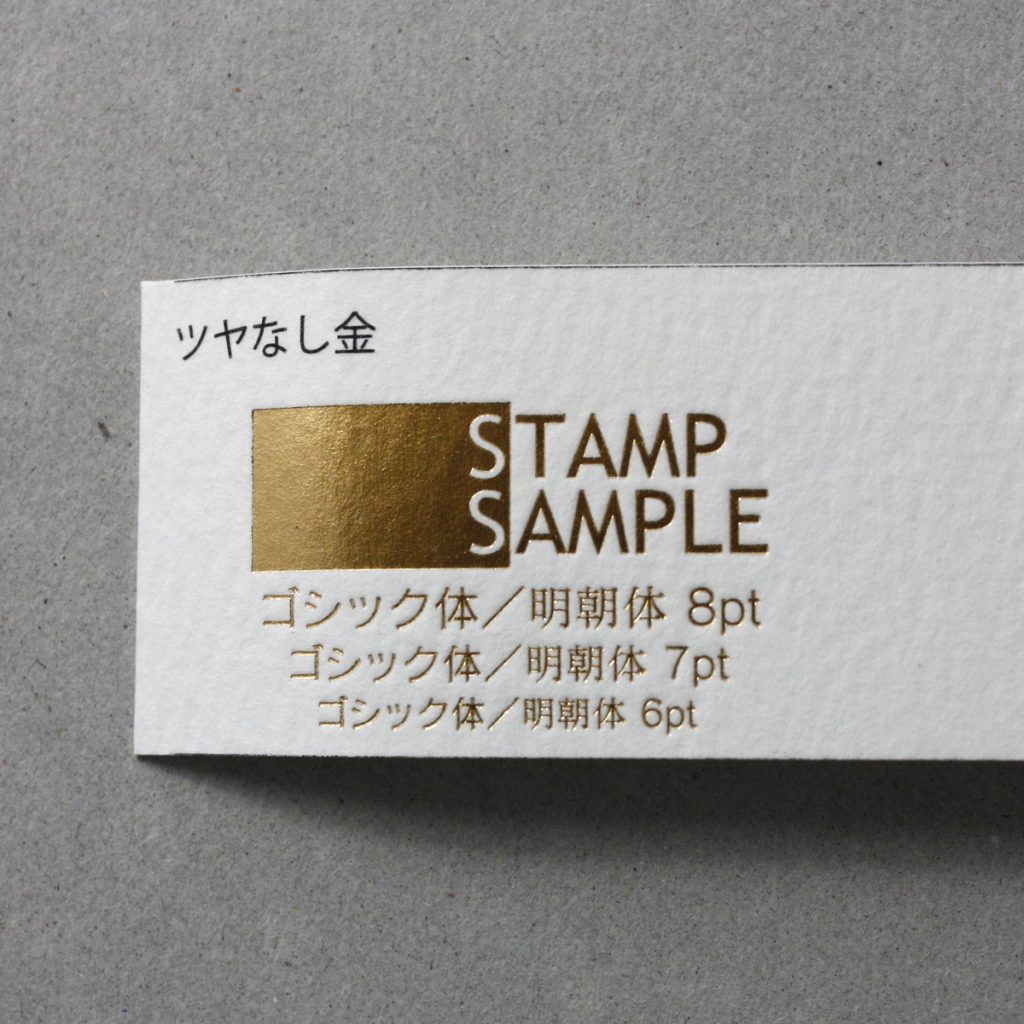 ツヤなし金
STAMP
SAMPLE
ゴシック体／明朝体 8pt
ゴシック体／明朝体 7pt
ゴシック体／明朝体 6pt